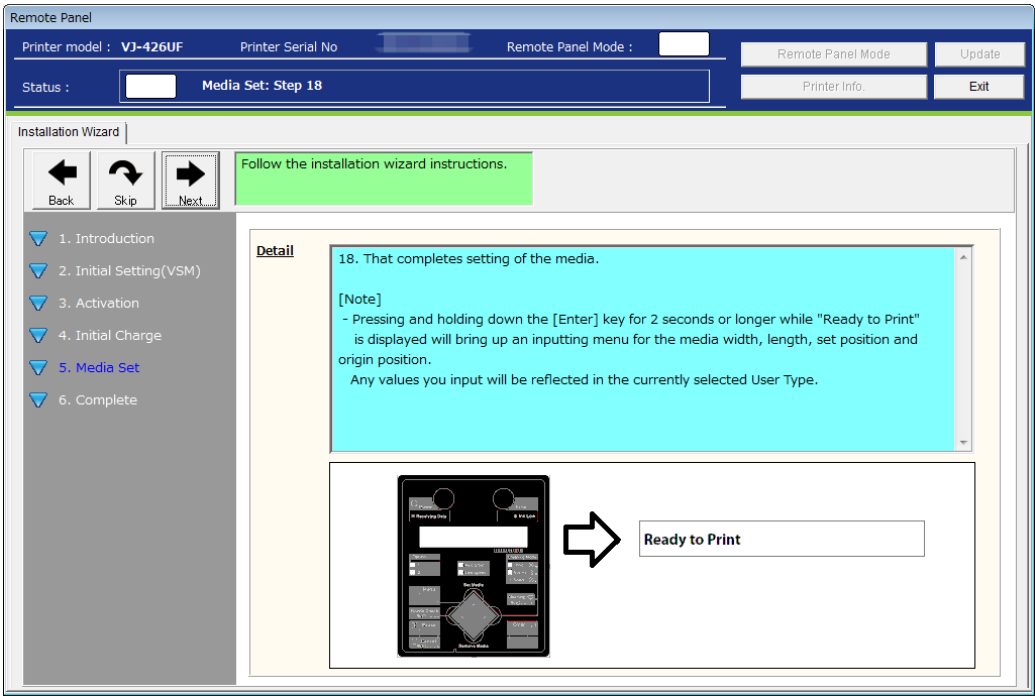 Remote Panel
Printer model : VJ-426UF Printer Serial No Remote Panel Mode :
Remote Panel Mode Update
Status : Media Set: Step 18
Printer Info. Exit
Installation Wizard
Back Skip Next
Follow the installation wizard instructions.
1. Introduction
2. Initial Setting(VSM)
3. Activation
4. Initial Charge
5. Media Set
6. Complete
Detail
18. That completes setting of the media.
[Note]
- Pressing and holding down the [Enter] key for 2 seconds or longer while "Ready to Print"
is displayed will bring up an inputting menu for the media width, length, set position and
origin position.
Any values you input will be reflected in the currently selected User Type.
Ready to Print